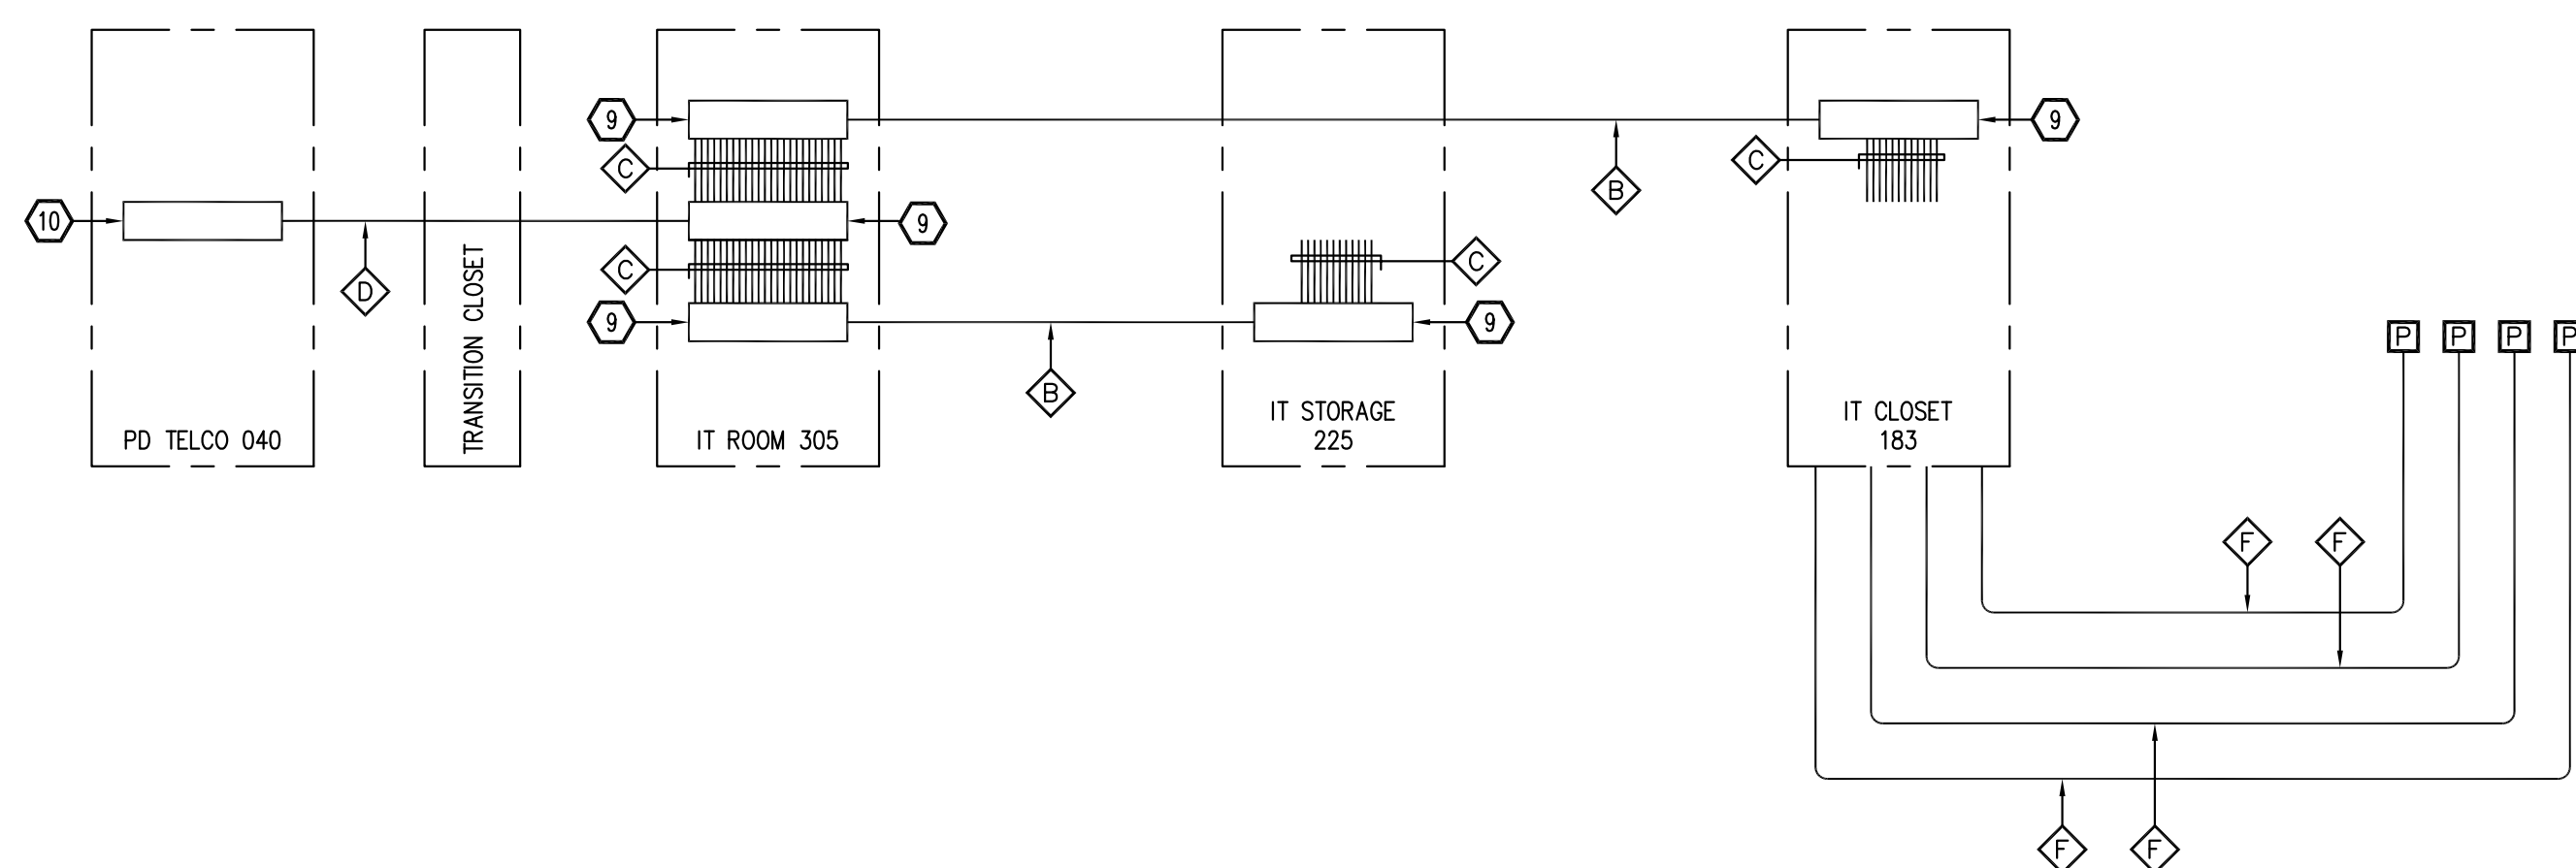 9
9
C
C
C
10
9
B
D
C
C
9
9
P
P
P
P
B
TRANSITION CLOSET
PD TELCO 040
IT ROOM 305
IT STORAGE
225
IT CLOSET
183
F
F
F
F